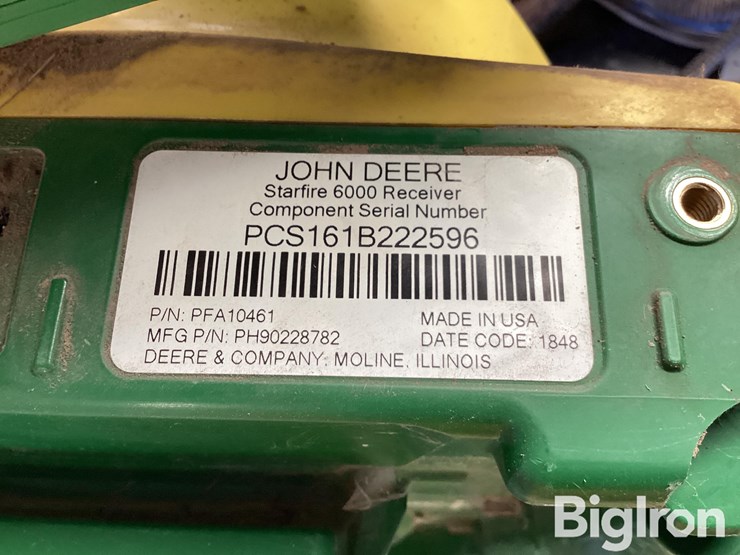 JOHN DEERE
Starfire 6000 Receiver
Component Serial Number
PCS161B222596
P/N: PFA10461 MADE IN USA
MFG P/N: PH90228782 DATE CODE: 1848
DEERE & COMPANY, MOLINE, ILLINOIS
BigIron